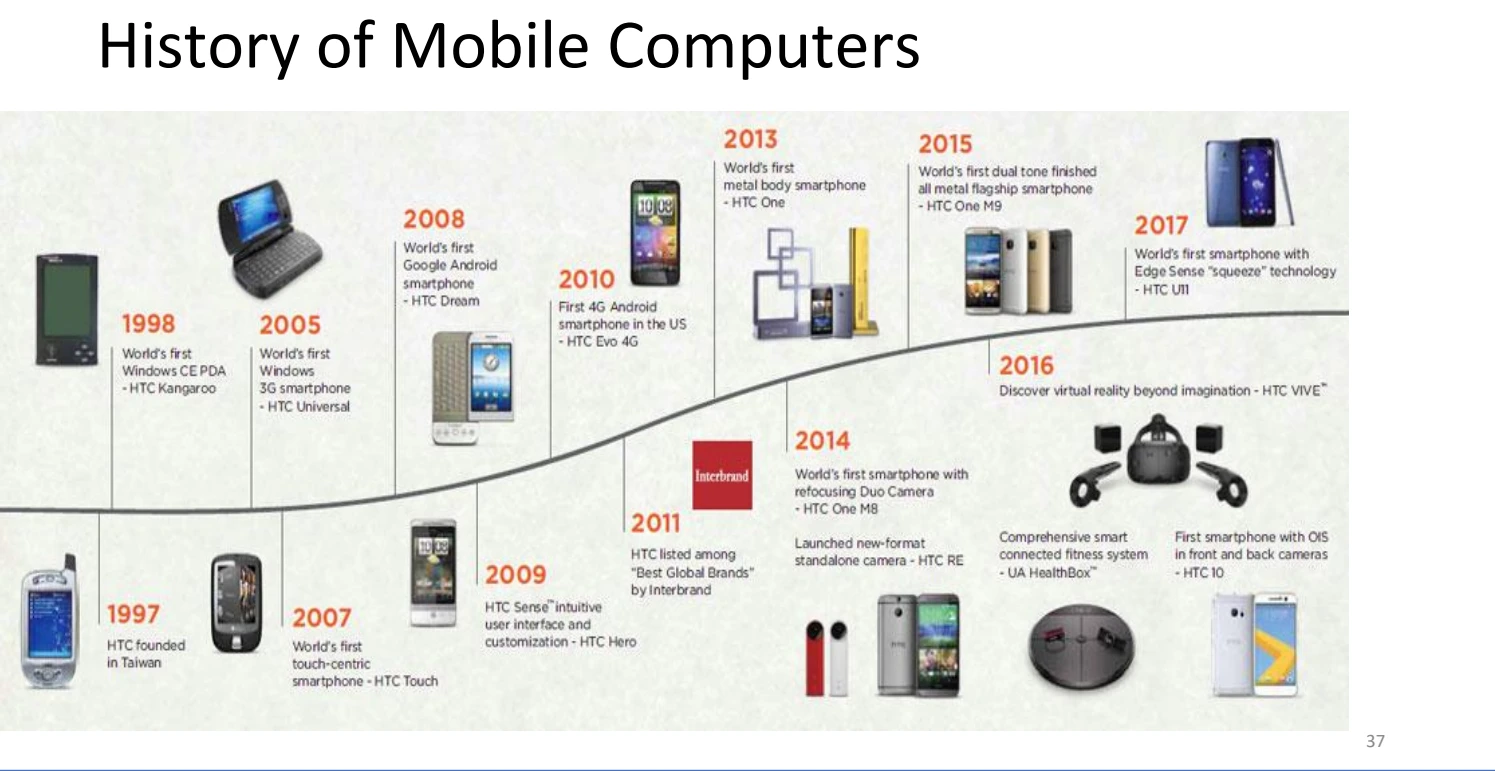 History of Mobile Computers
1998
World's first
Windows CE PDA
- HTC Kangaroo
2005
World's first
Windows
3G smartphone
- HTC Universal
2008
World's first
Google Android
smartphone
- HTC Dream
2010
First 4G Android
smartphone in the US
- HTC Evo 4G
2013
World's first
metal body smartphone
- HTC One
2015
World's first dual tone finished
all metal flagship smartphone
- HTC One M9
2017
World's first smartphone with
Edge Sense "squeeze" technology
- HTC U11
1997
HTC founded
in Taiwan
2007
World's first
touch-centric
smartphone - HTC Touch
2009
HTC Sense™ intuitive
user interface and
customization - HTC Hero
2011
HTC listed among
"Best Global Brands"
by Interbrand
Interbrand
2014
World's first smartphone with
refocusing Duo Camera
- HTC One M8
Launched new-format
standalone camera - HTC RE
2016
Discover virtual reality beyond imagination - HTC VIVE™
Comprehensive smart
connected fitness system
- UA HealthBox™
First smartphone with OIS
in front and back cameras
- HTC 10
10 08
10 08
37